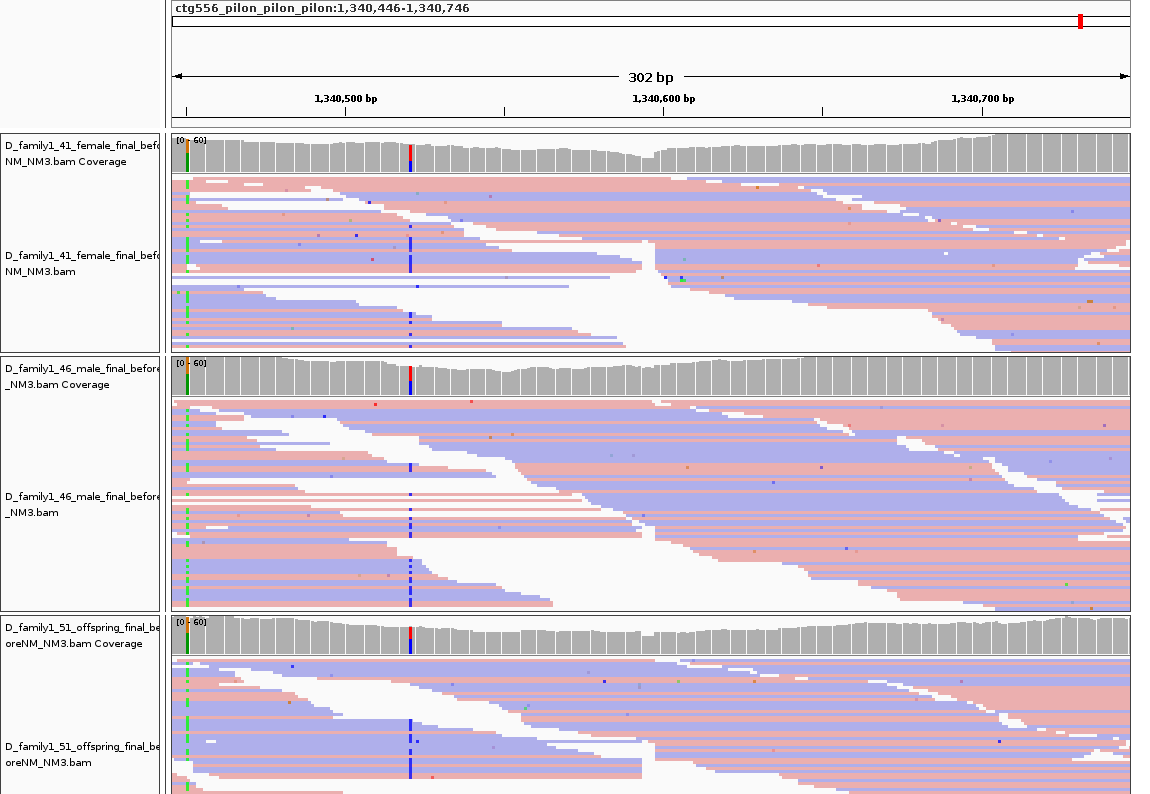 ctg556_pilon_pilon_pilon:1,340,446-1,340,746
302 bp
1,340,500 bp 1,340,600 bp 1,340,700 bp
[0 - 60]
D_family1_41_female_final_befo
NM_NM3.bam Coverage
D_family1_41_female_final_befo
NM_NM3.bam
[0 - 60]
D_family1_46_male_final_before
_NM3.bam Coverage
D_family1_46_male_final_before
_NM3.bam
[0 - 60]
D_family1_51_offspring_final_be
oreNM_NM3.bam Coverage
D_family1_51_offspring_final_be
oreNM_NM3.bam